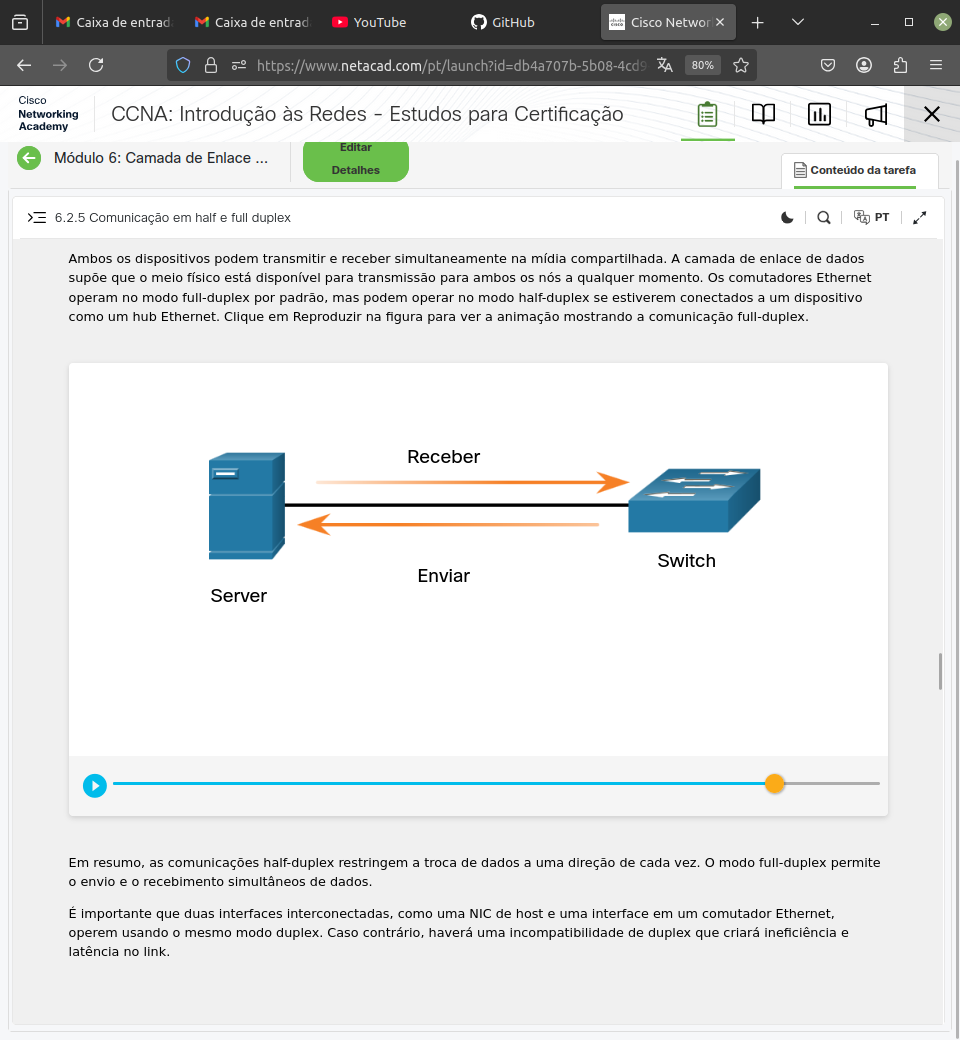 Caixa de entrad
Caixa de entrad
YouTube
GitHub
Cisco Networ
https://www.netacad.com/pt/launch?id=db4a707b-5b08-4cd9
80%
Cisco
Networking
Academy
CCNA: Introdução às Redes – Estudos para Certificação
Módulo 6: Camada de Enlace ...
Editar
Detalhes
Conteúdo da tarefa
6.2.5 Comunicação em half e full duplex
PT
Ambos os dispositivos podem transmitir e receber simultaneamente na mídia compartilhada. A camada de enlace de dados
supõe que o meio físico está disponível para transmissão para ambos os nós a qualquer momento. Os comutadores Ethernet
operam no modo full-duplex por padrão, mas podem operar no modo half-duplex se estiverem conectados a um dispositivo
como um hub Ethernet. Clique em Reproduzir na figura para ver a animação mostrando a comunicação full-duplex.
Receber
Enviar
Switch
Server
Em resumo, as comunicações half-duplex restringem a troca de dados a uma direção de cada vez. O modo full-duplex permite
o envio e o recebimento simultâneos de dados.
É importante que duas interfaces interconectadas, como uma NIC de host e uma interface em um comutador Ethernet,
operem usando o mesmo modo duplex. Caso contrário, haverá uma incompatibilidade de duplex que criará ineficiência e
latência no link.